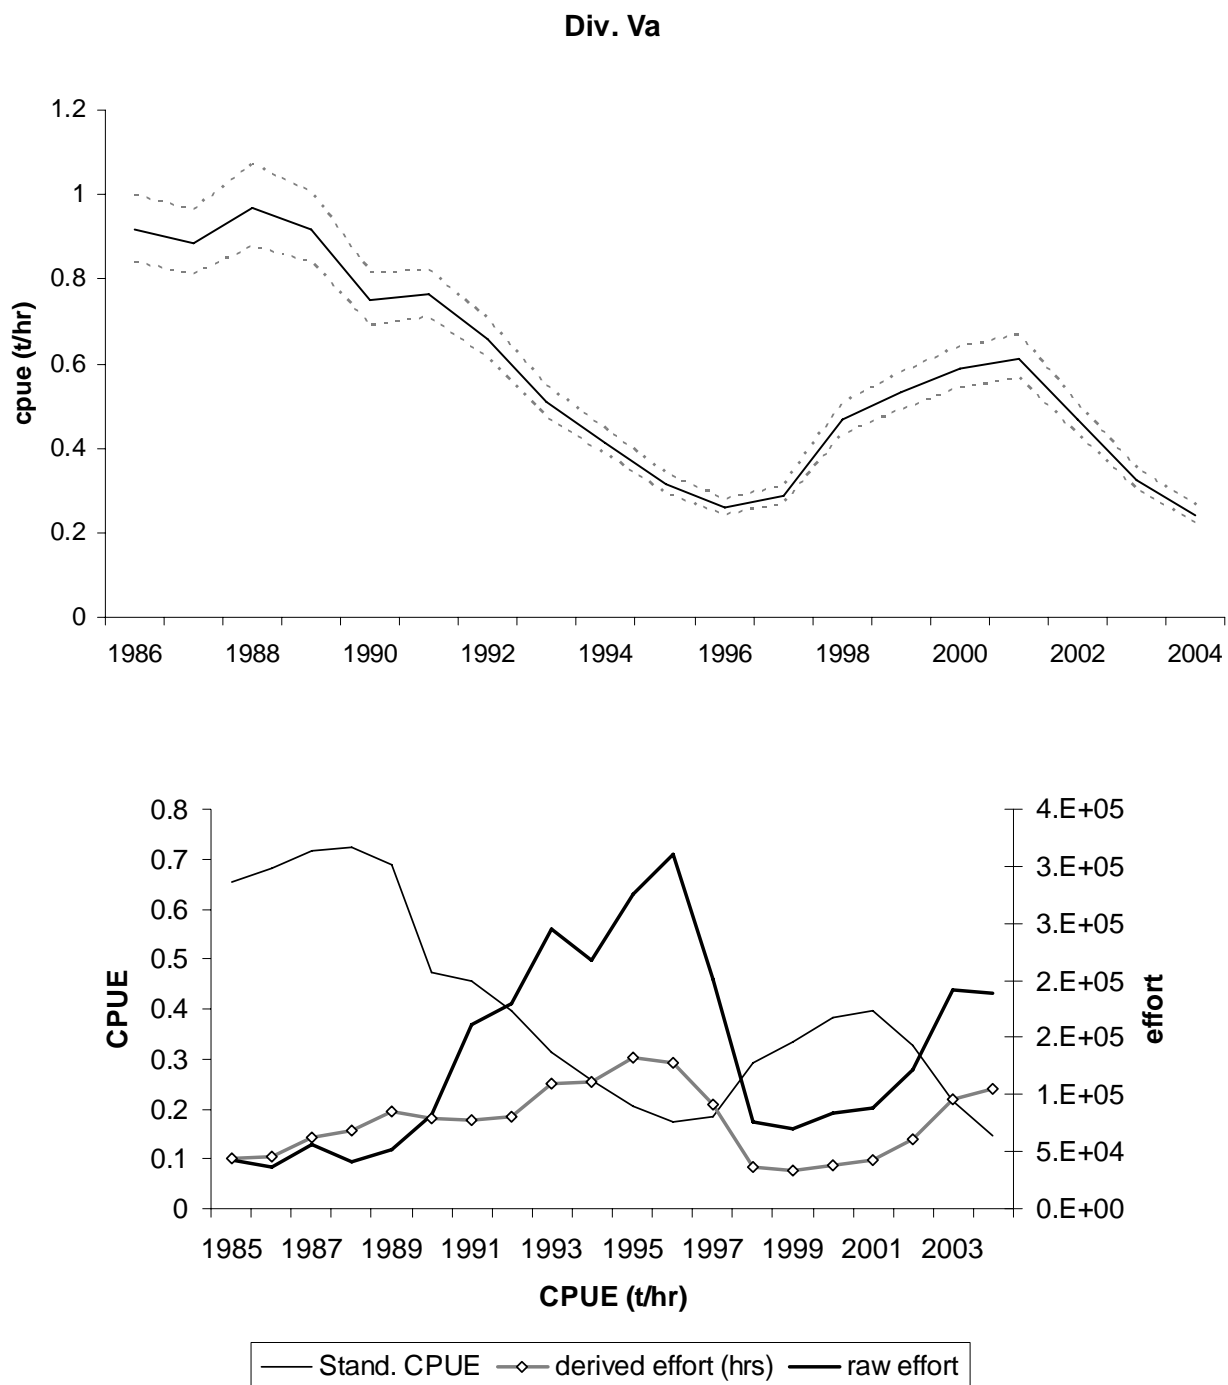 Div. Va
1.2
1
0.8
0.6
0.4
0.2
0
cpue (t/hr)
1986 1988 1990 1992 1994 1996 1998 2000 2002 2004
0.8
0.7
0.6
0.5
0.4
0.3
0.2
0.1
0
CPUE
4.E+05
3.E+05
3.E+05
2.E+05
2.E+05
1.E+05
5.E+04
0.E+00
effort
1985 1987 1989 1991 1993 1995 1997 1999 2001 2003
CPUE (t/hr)
Stand. CPUE derived effort (hrs) raw effort